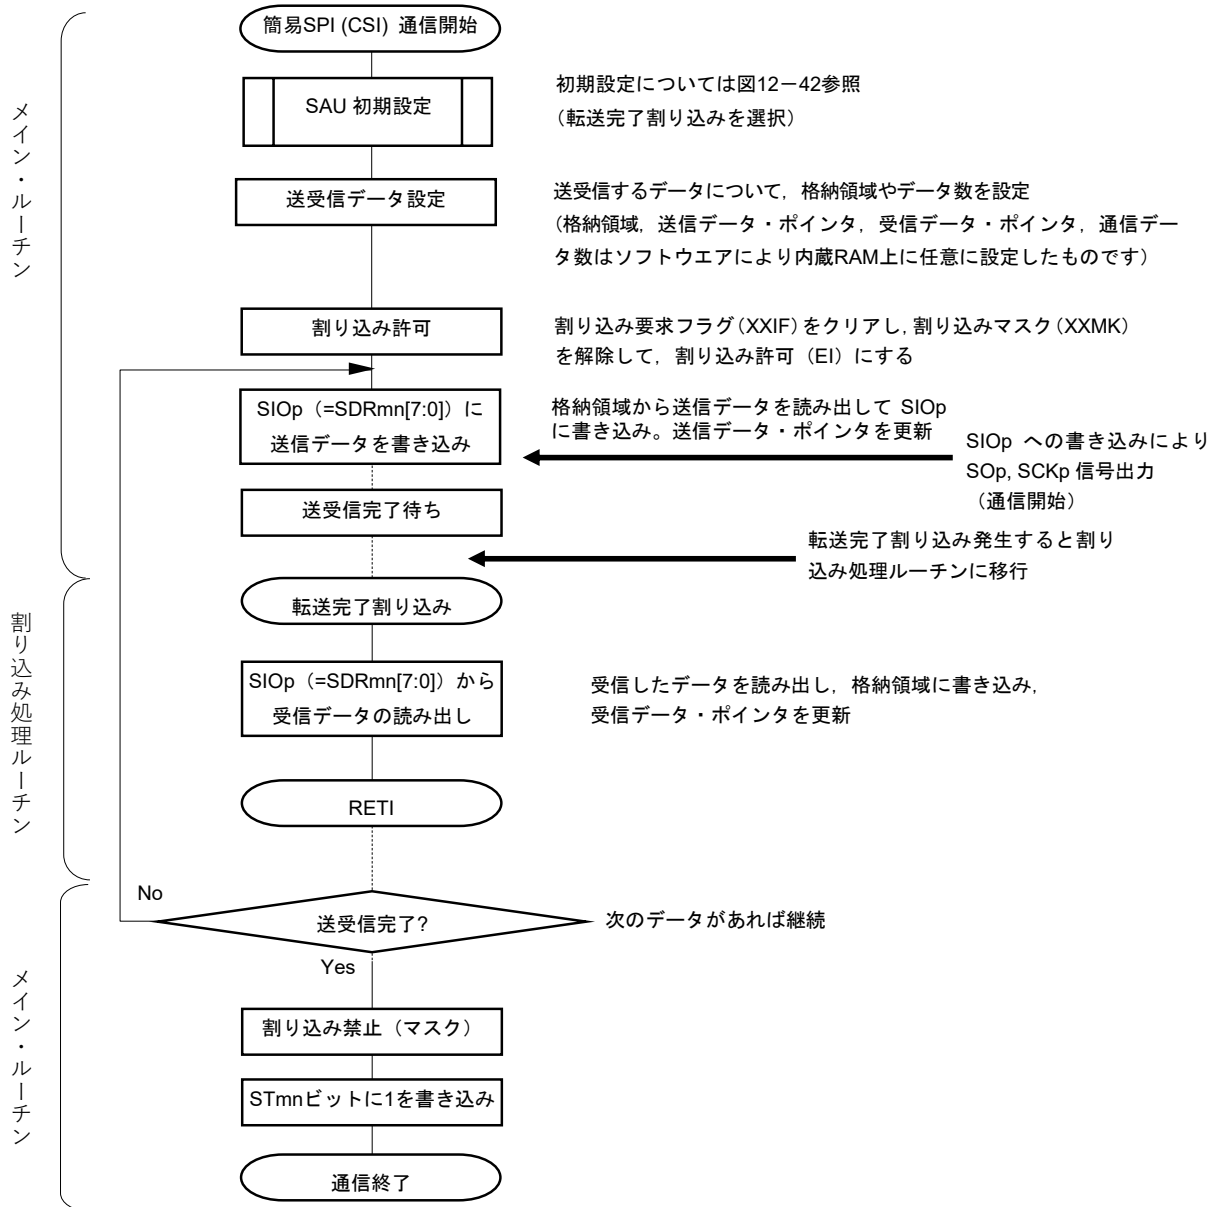 簡易SPI (CSI) 通信開始
SAU 初期設定
初期設定については図12－42参照
（転送完了割り込みを選択）
メイン・ルーチン
送受信データ設定
送受信するデータについて，格納領域やデータ数を設定
(格納領域，送信データ・ポインタ，受信データ・ポインタ，通信デー
タ数はソフトウエアにより内蔵RAM上に任意に設定したものです）
割り込み許可
割り込み要求フラグ（XXIF）をクリアし，割り込みマスク（XXMK）
を解除して，割り込み許可（EI）にする
SIOp（=SDRmn[7:0]）に
送信データを書き込み
格納領域から送信データを読み出して SIOp
に書き込み。送信データ・ポインタを更新
SIOp への書き込みにより
SOp, SCKp 信号出力
（通信開始）
送受信完了待ち
転送完了割り込み発生すると割り
込み処理ルーチンに移行
割り込み処理ルーチン
転送完了割り込み
SIOp（=SDRmn[7:0]）から
受信データの読み出し
受信したデータを読み出し，格納領域に書き込み，
受信データ・ポインタを更新
RETI
No
送受信完了?
次のデータがあれば継続
Yes
メイン・ルーチン
割り込み禁止（マスク）
STmnビットに1を書き込み
通信終了